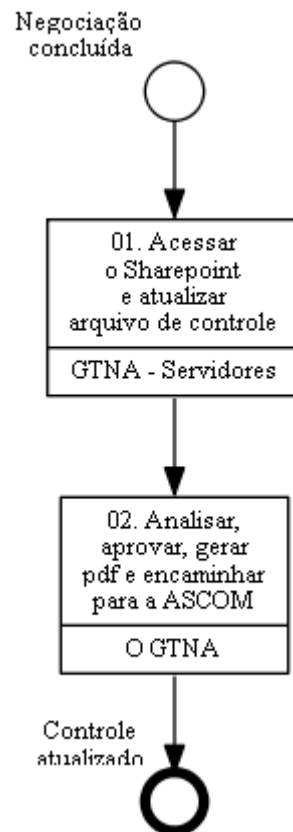 Negociação
concluída
01. Acessar
o Sharepoint
e atualizar
arquivo de controle
GTNA - Servidores
02. Analisar,
aprovar, gerar
pdf e encaminhar
para a ASCOM
O GTNA
Controle
atualizado